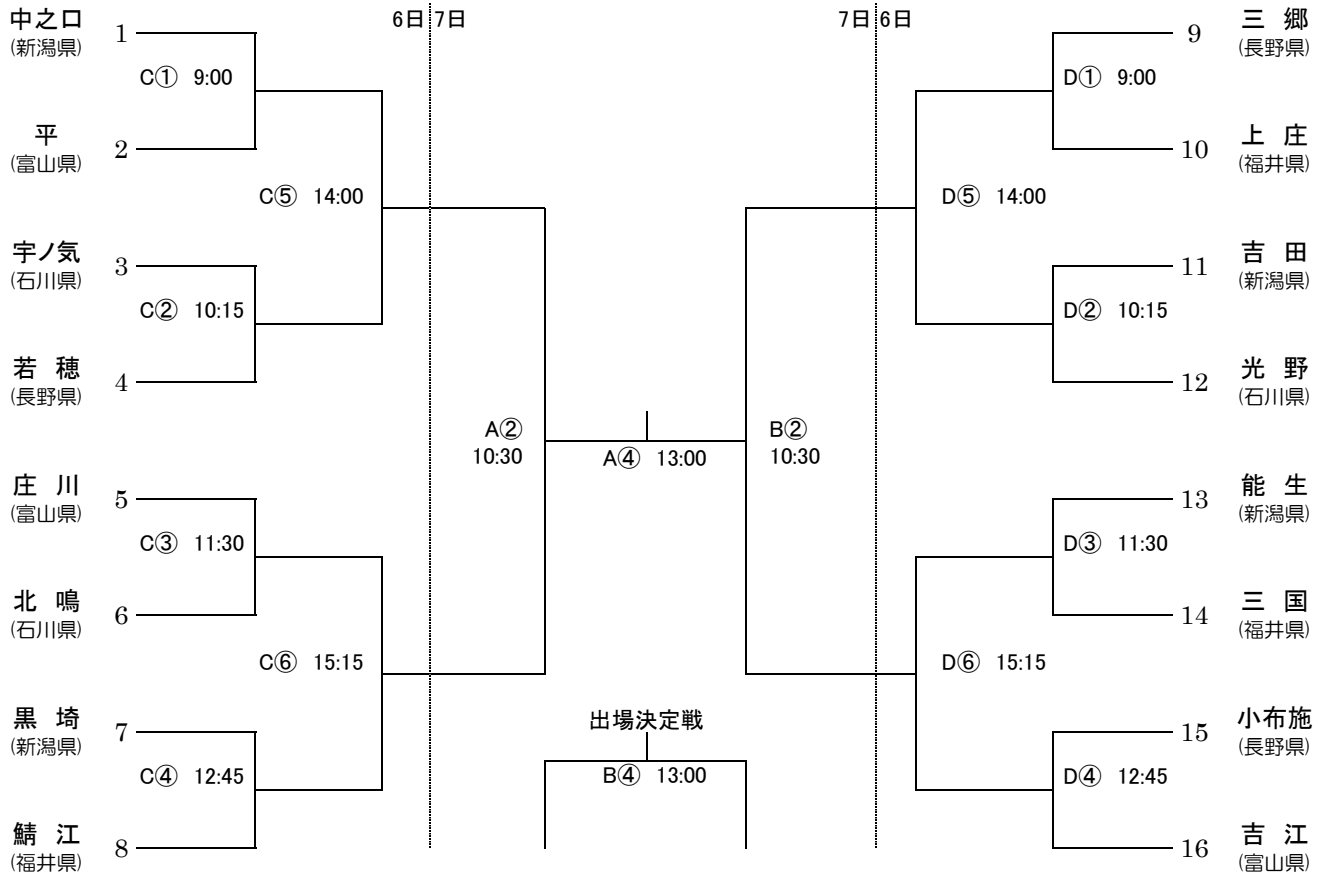 6日 7日
7日 6日
中之口 1
(新潟県)
C① 9:00
平 2
(富山県)
C⑤ 14:00
宇ノ気 3
(石川県)
C② 10:15
若 穂 4
(長野県)
A②
10:30
庄 川 5
(富山県)
C③ 11:30
北 鳴 6
(石川県)
C⑥ 15:15
黒 埼 7
(新潟県)
C④ 12:45
鯖 江 8
(福井県)
A④ 13:00
出場決定戦
B④ 13:00
9 三 郷
(長野県)
D① 9:00
10 上 庄
(福井県)
D⑤ 14:00
11 吉 田
(新潟県)
D② 10:15
12 光 野
(石川県)
B②
10:30
13 能 生
(新潟県)
D③ 11:30
14 三 国
(福井県)
D⑥ 15:15
15 小布施
(長野県)
D④ 12:45
16 吉 江
(富山県)